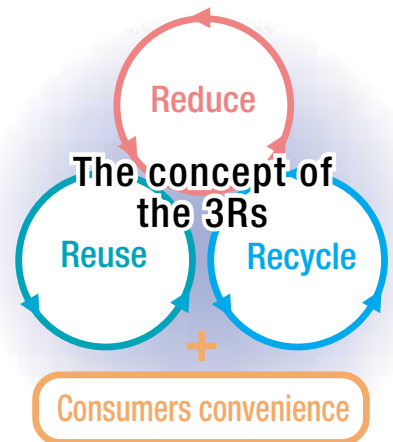 Reduce
The concept of
the 3Rs
Reuse
Recycle
+
Consumers convenience